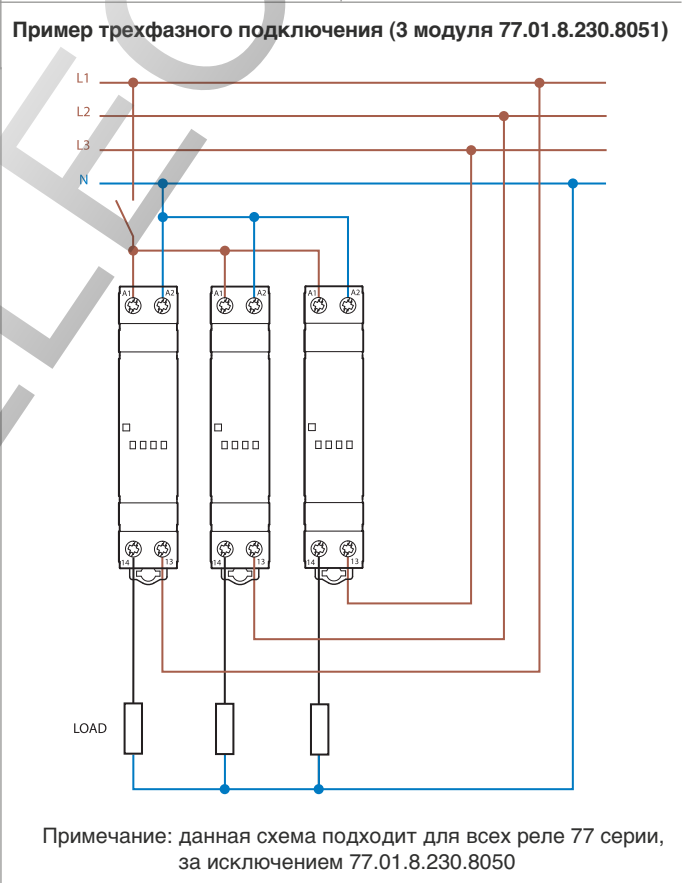 Пример трехфазного подключения (3 модуля 77.01.8.230.8051)
L1
L2
L3
N
A1 A2 A1 A2 A1 A2
14 13 14 13 14 13
LOAD
Примечание: данная схема подходит для всех реле 77 серии,
за исключением 77.01.8.230.8050